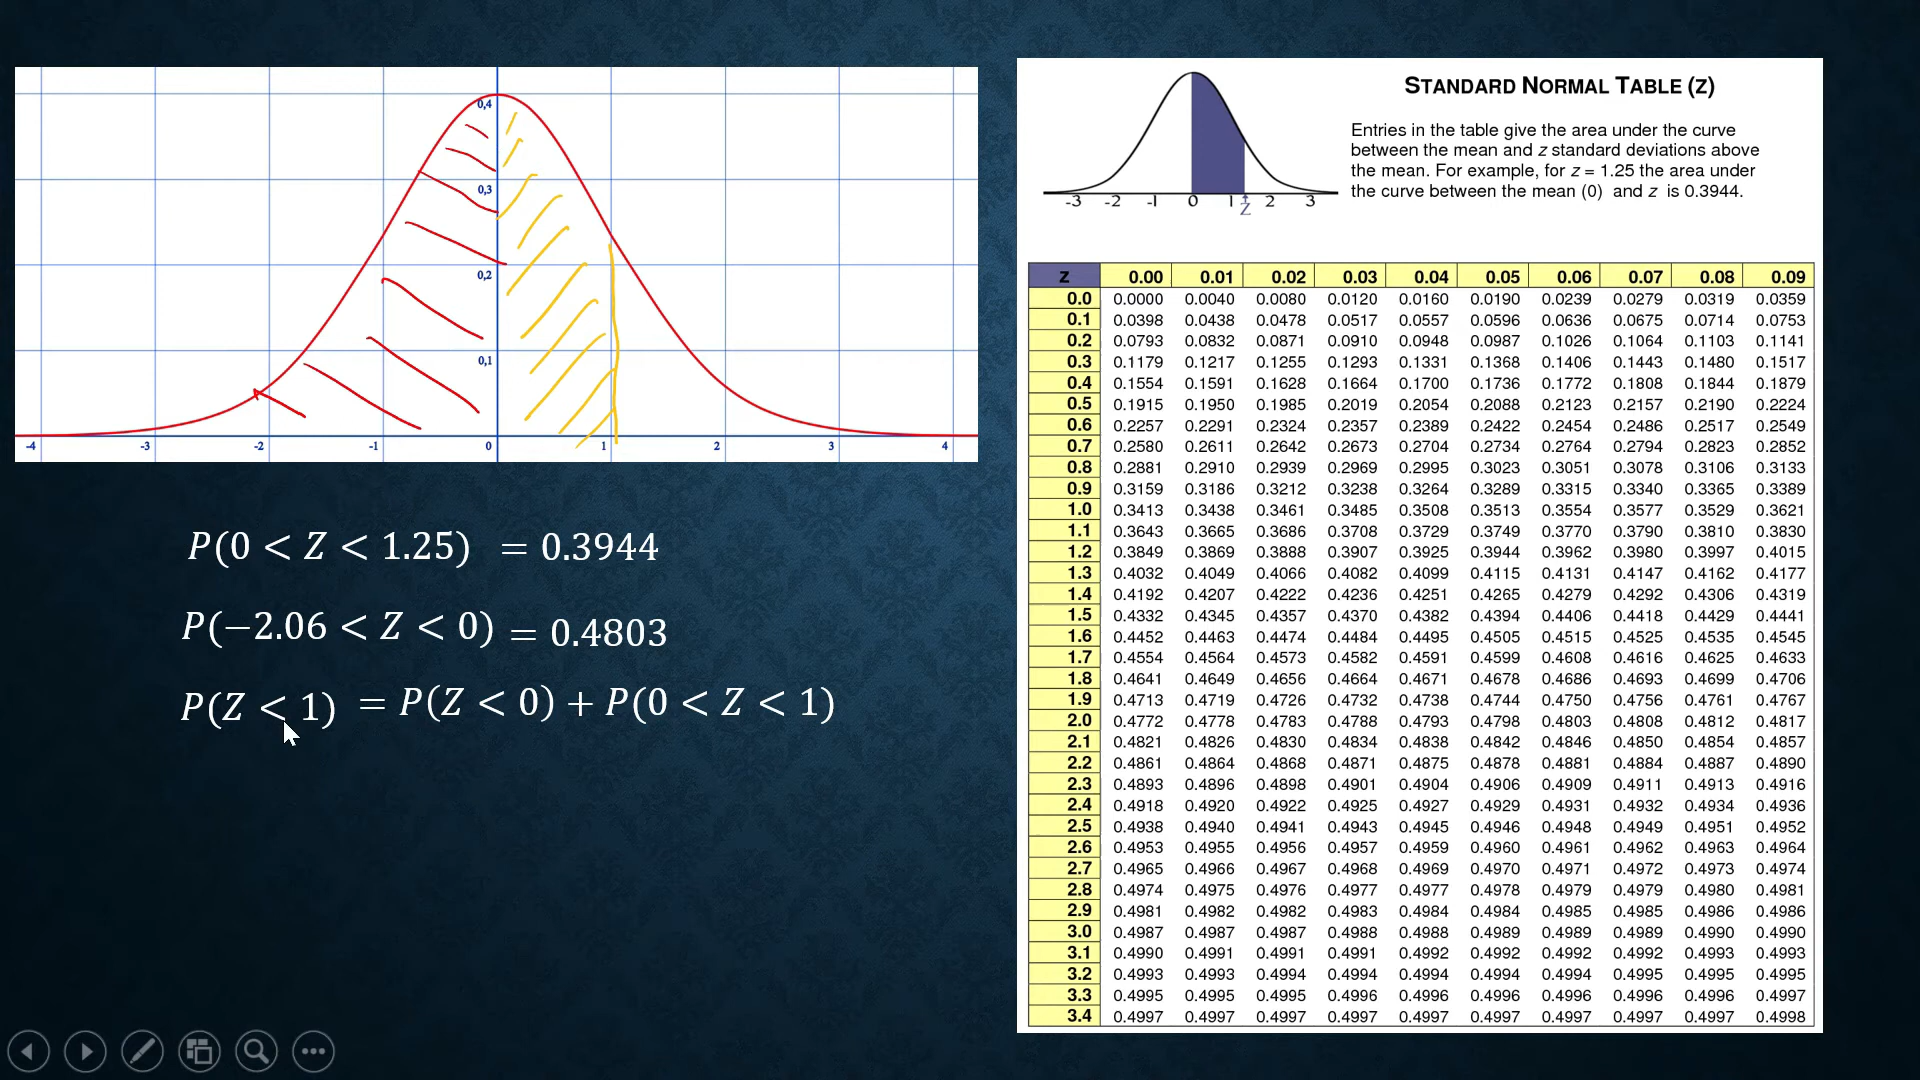 0,4
0,3
0,2
0,1
-4 -3 -2 -1 0 1 2 3 4
P(0 < Z < 1.25) = 0.3944
P(−2.06 < Z < 0) = 0.4803
P(Z < 1) = P(Z < 0) + P(0 < Z < 1)
STANDARD NORMAL TABLE (Z)
Entries in the table give the area under the curve
between the mean and z standard deviations above
the mean. For example, for z = 1.25 the area under
the curve between the mean (0) and z is 0.3944.
-3 -2 -1 0 1 Z 2 3
z 0.00 0.01 0.02 0.03 0.04 0.05 0.06 0.07 0.08 0.09
0.0 0.0000 0.0040 0.0080 0.0120 0.0160 0.0190 0.0239 0.0279 0.0319 0.0359
0.1 0.0398 0.0438 0.0478 0.0517 0.0557 0.0596 0.0636 0.0675 0.0714 0.0753
0.2 0.0793 0.0832 0.0871 0.0910 0.0948 0.0987 0.1026 0.1064 0.1103 0.1141
0.3 0.1179 0.1217 0.1255 0.1293 0.1331 0.1368 0.1406 0.1443 0.1480 0.1517
0.4 0.1554 0.1591 0.1628 0.1664 0.1700 0.1736 0.1772 0.1808 0.1844 0.1879
0.5 0.1915 0.1950 0.1985 0.2019 0.2054 0.2088 0.2123 0.2157 0.2190 0.2224
0.6 0.2257 0.2291 0.2324 0.2357 0.2389 0.2422 0.2454 0.2486 0.2517 0.2549
0.7 0.2580 0.2611 0.2642 0.2673 0.2704 0.2734 0.2764 0.2794 0.2823 0.2852
0.8 0.2881 0.2910 0.2939 0.2969 0.2995 0.3023 0.3051 0.3078 0.3106 0.3133
0.9 0.3159 0.3186 0.3212 0.3238 0.3264 0.3289 0.3315 0.3340 0.3365 0.3389
1.0 0.3413 0.3438 0.3461 0.3485 0.3508 0.3513 0.3554 0.3577 0.3529 0.3621
1.1 0.3643 0.3665 0.3686 0.3708 0.3729 0.3749 0.3770 0.3790 0.3810 0.3830
1.2 0.3849 0.3869 0.3888 0.3907 0.3925 0.3944 0.3962 0.3980 0.3997 0.4015
1.3 0.4032 0.4049 0.4066 0.4082 0.4099 0.4115 0.4131 0.4147 0.4162 0.4177
1.4 0.4192 0.4207 0.4222 0.4236 0.4251 0.4265 0.4279 0.4292 0.4306 0.4319
1.5 0.4332 0.4345 0.4357 0.4370 0.4382 0.4394 0.4406 0.4418 0.4429 0.4441
1.6 0.4452 0.4463 0.4474 0.4484 0.4495 0.4505 0.4515 0.4525 0.4535 0.4545
1.7 0.4554 0.4564 0.4573 0.4582 0.4591 0.4599 0.4608 0.4616 0.4625 0.4633
1.8 0.4641 0.4649 0.4656 0.4664 0.4671 0.4678 0.4686 0.4693 0.4699 0.4706
1.9 0.4713 0.4719 0.4726 0.4732 0.4738 0.4744 0.4750 0.4756 0.4761 0.4767
2.0 0.4772 0.4778 0.4783 0.4788 0.4793 0.4798 0.4803 0.4808 0.4812 0.4817
2.1 0.4821 0.4826 0.4830 0.4834 0.4838 0.4842 0.4846 0.4850 0.4854 0.4857
2.2 0.4861 0.4864 0.4868 0.4871 0.4875 0.4878 0.4881 0.4884 0.4887 0.4890
2.3 0.4893 0.4896 0.4898 0.4901 0.4904 0.4906 0.4909 0.4911 0.4913 0.4916
2.4 0.4918 0.4920 0.4922 0.4925 0.4927 0.4929 0.4931 0.4932 0.4934 0.4936
2.5 0.4938 0.4940 0.4941 0.4943 0.4945 0.4946 0.4948 0.4949 0.4951 0.4952
2.6 0.4953 0.4955 0.4956 0.4957 0.4959 0.4960 0.4961 0.4962 0.4963 0.4964
2.7 0.4965 0.4966 0.4967 0.4968 0.4969 0.4970 0.4971 0.4972 0.4973 0.4974
2.8 0.4974 0.4975 0.4976 0.4977 0.4977 0.4978 0.4979 0.4979 0.4980 0.4981
2.9 0.4981 0.4982 0.4982 0.4983 0.4984 0.4984 0.4985 0.4985 0.4986 0.4986
3.0 0.4987 0.4987 0.4987 0.4988 0.4988 0.4989 0.4989 0.4989 0.4990 0.4990
3.1 0.4990 0.4991 0.4991 0.4991 0.4992 0.4992 0.4992 0.4992 0.4993 0.4993
3.2 0.4993 0.4993 0.4994 0.4994 0.4994 0.4994 0.4994 0.4995 0.4995 0.4995
3.3 0.4995 0.4995 0.4995 0.4996 0.4996 0.4996 0.4996 0.4996 0.4996 0.4997
3.4 0.4997 0.4997 0.4997 0.4997 0.4997 0.4997 0.4997 0.4997 0.4997 0.4998